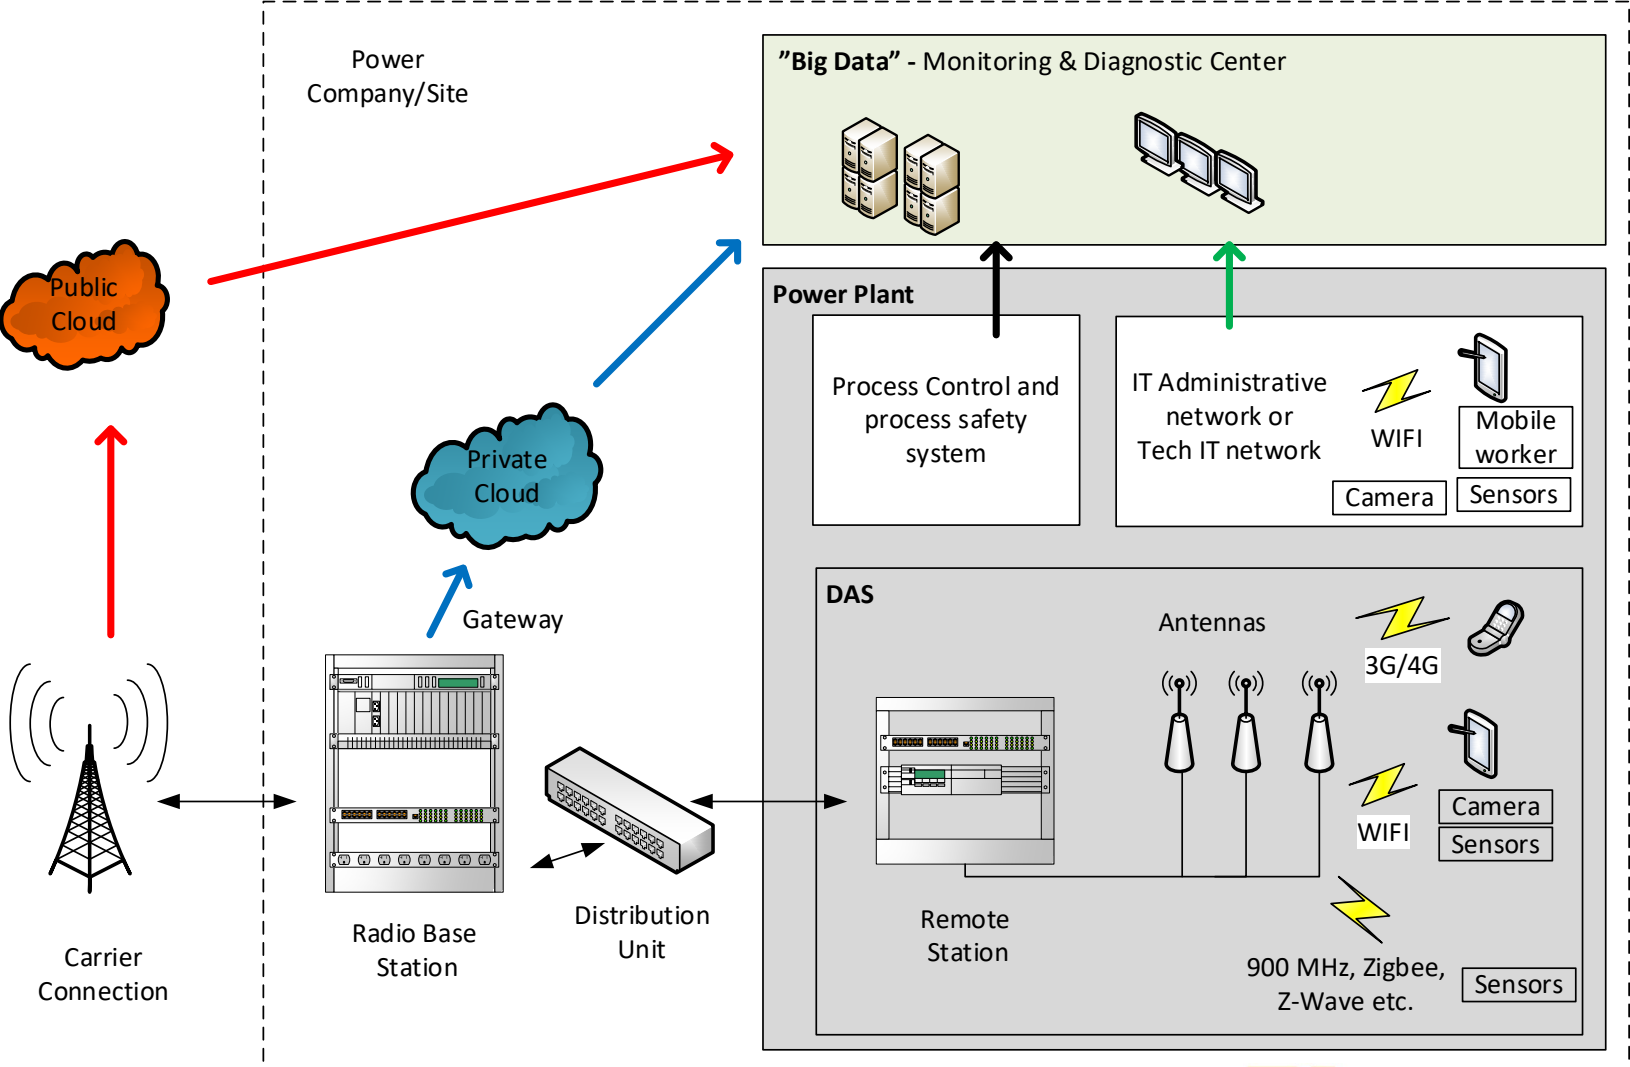 Power
Company/Site
”Big Data” - Monitoring & Diagnostic Center
Public
Cloud
Power Plant
Process Control and
process safety
system
IT Administrative
network or
Tech IT network
WIFI
Mobile
worker
Camera
Sensors
Private
Cloud
Gateway
DAS
Antennas
3G/4G
WIFI
Camera
Sensors
Carrier
Connection
Radio Base
Station
Distribution
Unit
Remote
Station
900 MHz, Zigbee,
Z-Wave etc.
Sensors